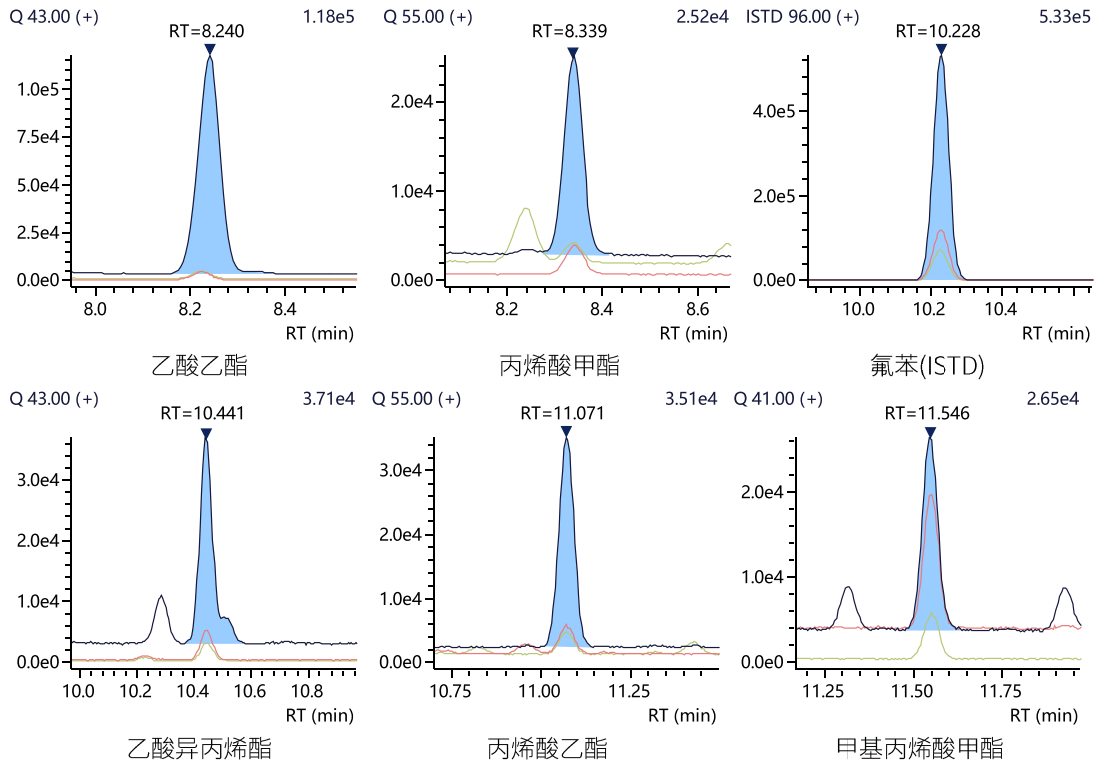 Q 43.00 (+) 1.18e5
RT=8.240
1.0e5
7.5e4
5.0e4
2.5e4
0.0e0
8.0 8.2 8.4
RT (min)
乙酸乙酯
Q 55.00 (+) 2.52e4
RT=8.339
2.0e4
1.0e4
0.0e0
8.2 8.4 8.6
RT (min)
丙烯酸甲酯
ISTD 96.00 (+) 5.33e5
RT=10.228
4.0e5
2.0e5
0.0e0
10.0 10.2 10.4
RT (min)
氟苯(ISTD)
Q 43.00 (+) 3.71e4
RT=10.441
3.0e4
2.0e4
1.0e4
0.0e0
10.0 10.2 10.4 10.6 10.8
RT (min)
乙酸异丙烯酯
Q 55.00 (+) 3.51e4
RT=11.071
3.0e4
2.0e4
1.0e4
0.0e0
10.75 11.00 11.25
RT (min)
丙烯酸乙酯
Q 41.00 (+) 2.65e4
RT=11.546
2.0e4
1.0e4
0.0e0
11.25 11.50 11.75
RT (min)
甲基丙烯酸甲酯